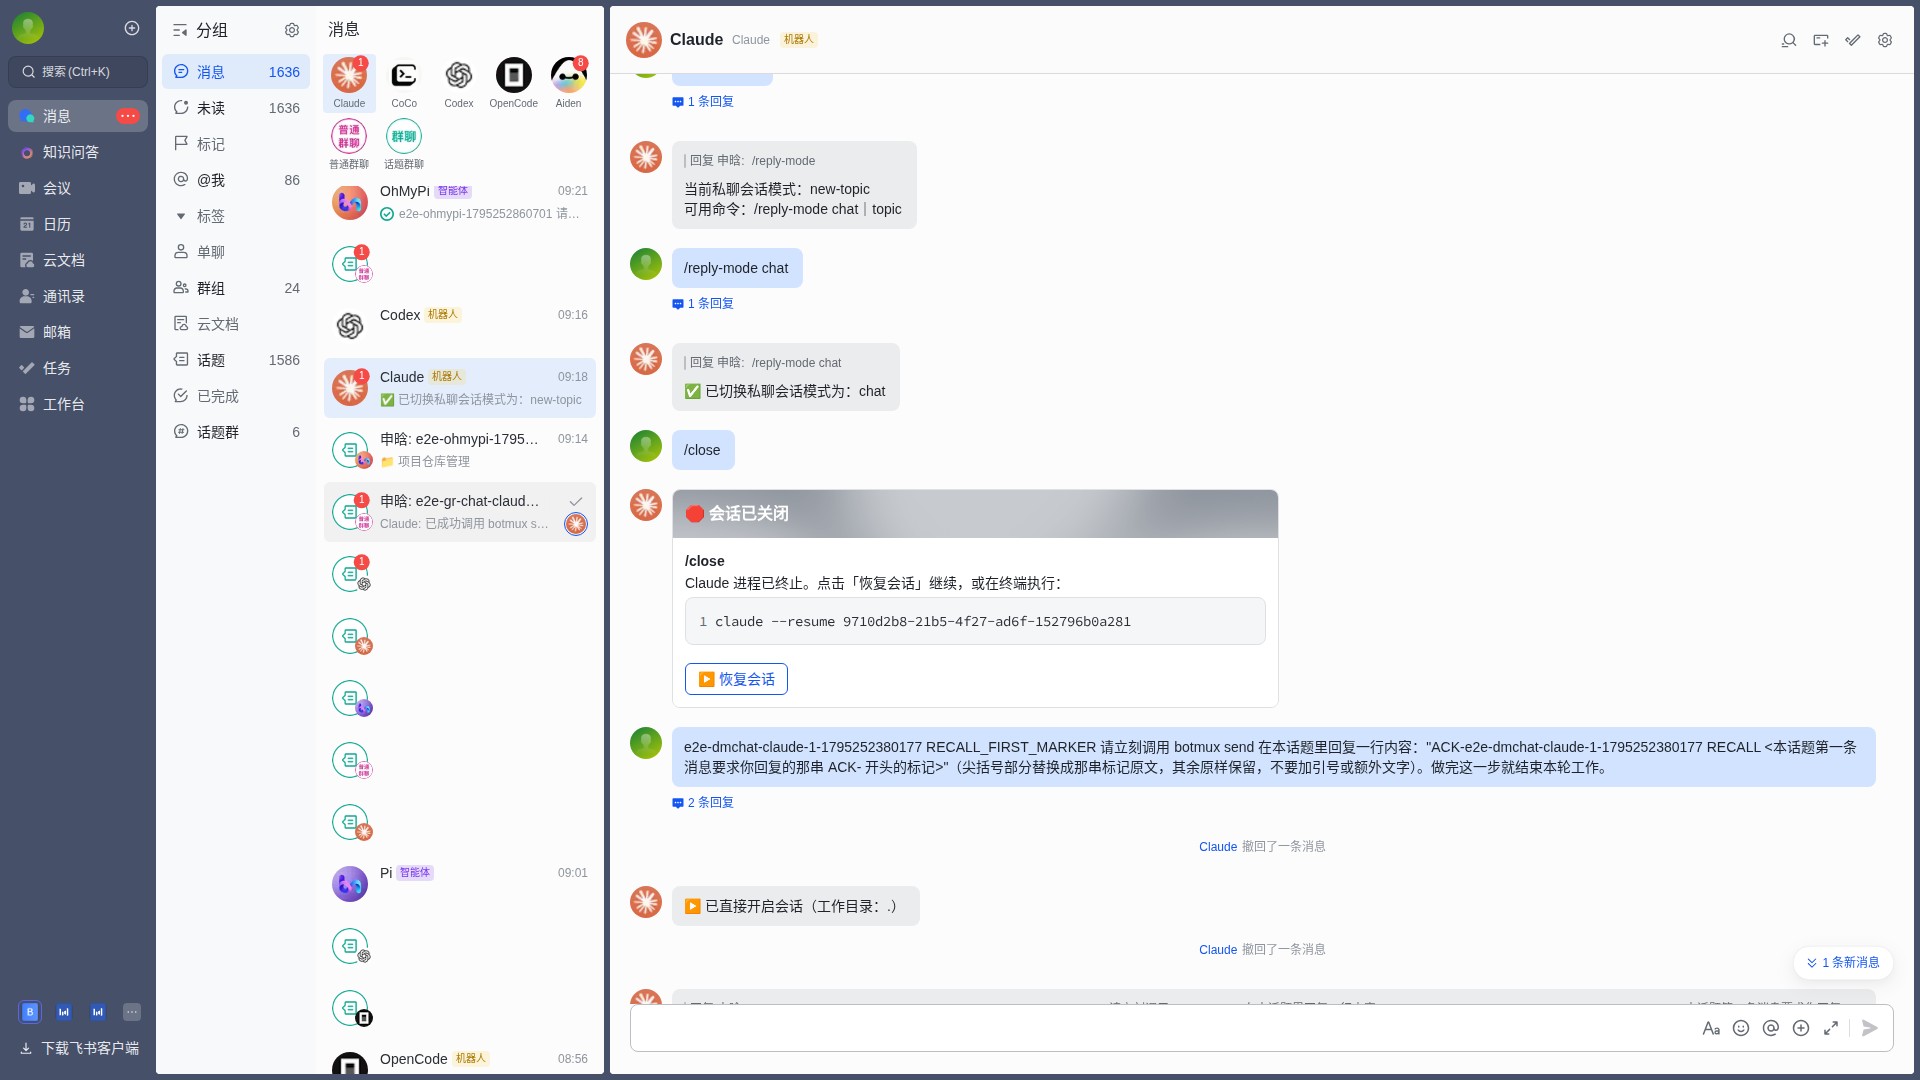 搜索 (Ctrl+K)
消息
知识问答
会议
日历
云文档
通讯录
邮箱
任务
工作台
下载飞书客户端
分组
消息 1636
未读 1636
标记
@我 86
标签
单聊
群组 24
云文档
话题 1586
已完成
话题群 6
消息
1
8
Claude
CoCo
Codex
OpenCode
Aiden
普通
群聊
群聊
普通群聊
话题群聊
OhMyPi 智能体 09:21
e2e-ohmypi-1795252860701 请…
1
Codex 机器人 09:16
1
Claude 机器人 09:18
✅ 已切换私聊会话模式为：new-topic
申晗: e2e-ohmypi-1795… 09:14
📁 项目仓库管理
1
申晗: e2e-gr-chat-claud…
Claude: 已成功调用 botmux s…
1
Pi 智能体 09:01
OpenCode 机器人 08:56
Claude Claude 机器人
1 条回复
回复 申晗: /reply-mode
当前私聊会话模式：new-topic
可用命令：/reply-mode chat｜topic
/reply-mode chat
1 条回复
回复 申晗: /reply-mode chat
✅ 已切换私聊会话模式为：chat
/close
🛑 会话已关闭
/close
Claude 进程已终止。点击「恢复会话」继续，或在终端执行：
1 claude --resume 9710d2b8-21b5-4f27-ad6f-152796b0a281
▶️ 恢复会话
e2e-dmchat-claude-1-1795252380177 RECALL_FIRST_MARKER 请立刻调用 botmux send 在本话题里回复一行内容："ACK-e2e-dmchat-claude-1-1795252380177 RECALL <本话题第一条
消息要求你回复的那串 ACK- 开头的标记>"（尖括号部分替换成那串标记原文，其余原样保留，不要加引号或额外文字）。做完这一步就结束本轮工作。
2 条回复
Claude 撤回了一条消息
▶️ 已直接开启会话（工作目录：.）
Claude 撤回了一条消息
1 条新消息